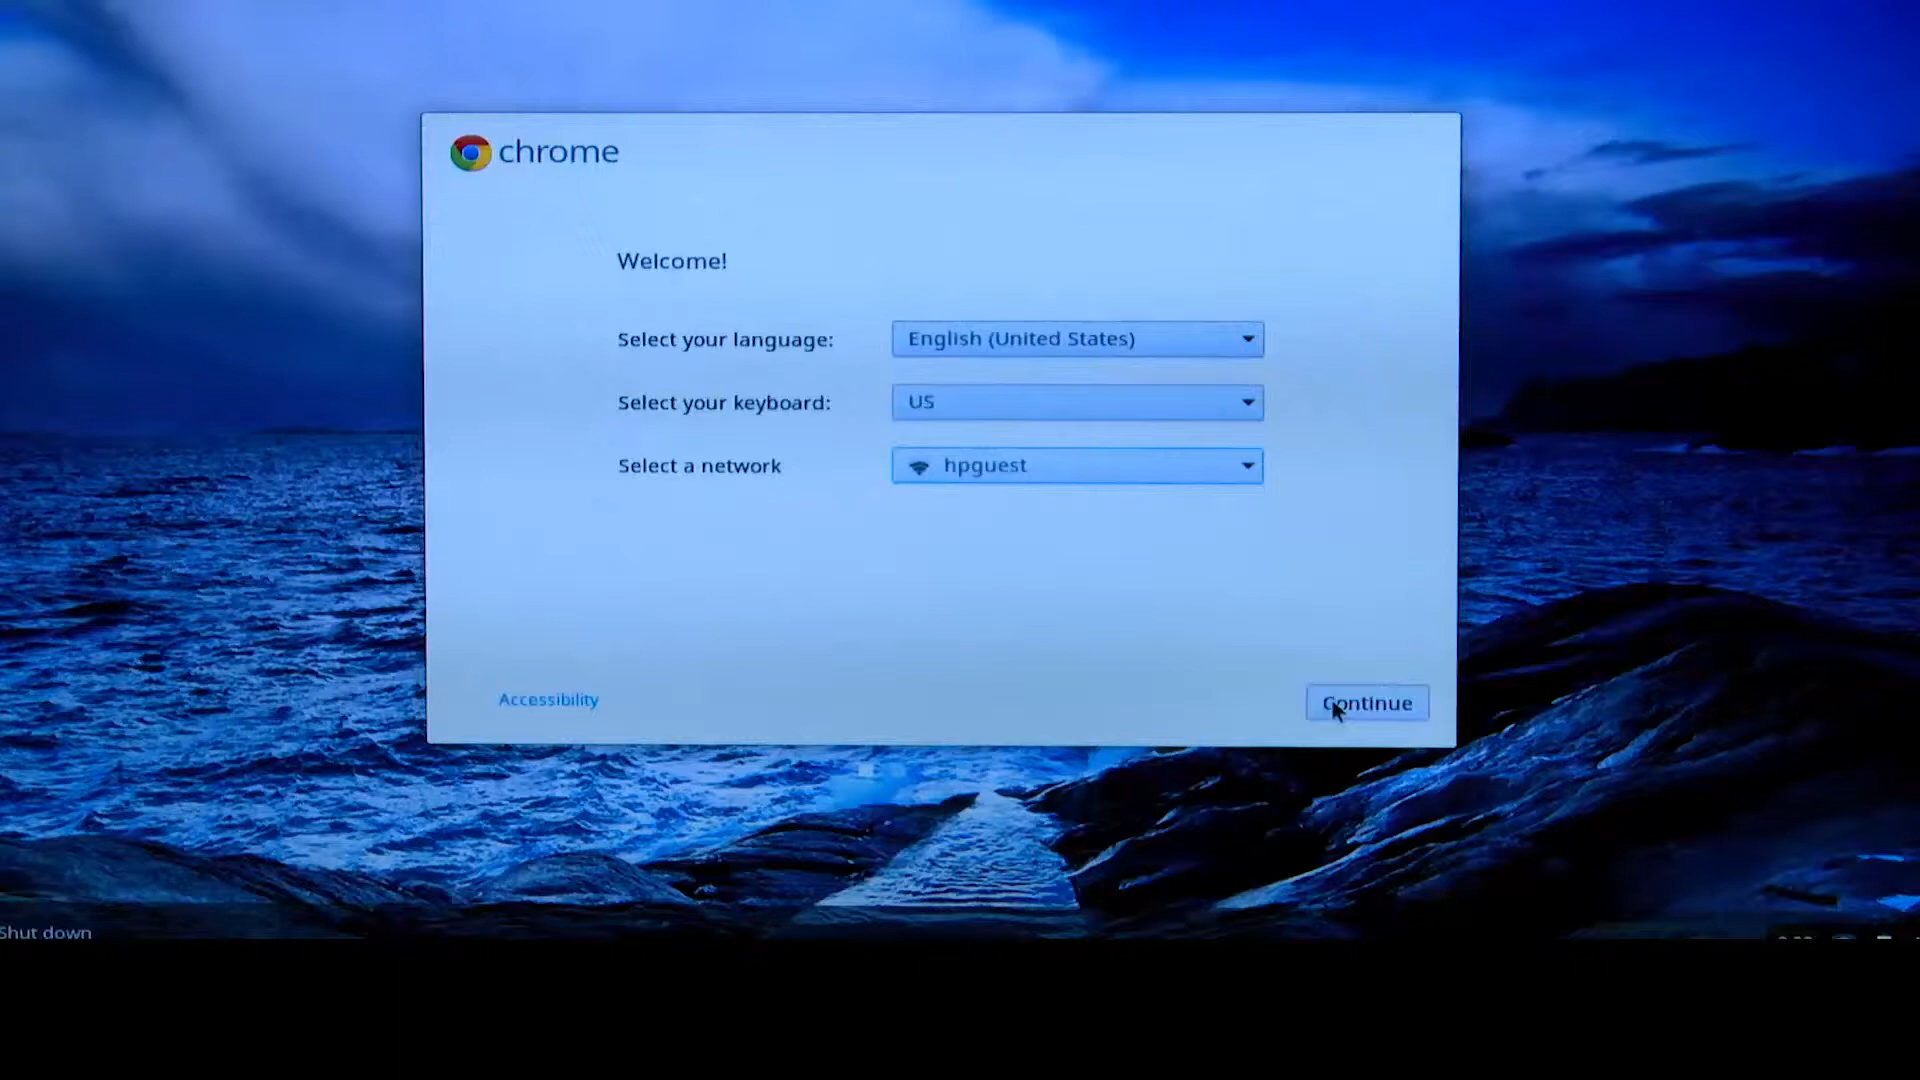 chrome
Welcome!
Select your language: English (United States)
Select your keyboard: US
Select a network hpguest
Accessibility Continue
Shut down